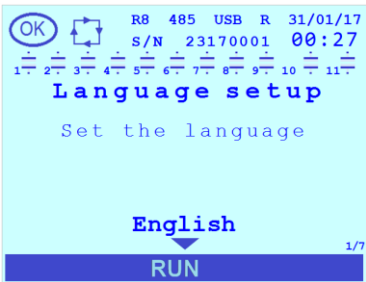 OK R8 485 USB R 31/01/17
S/N 23170001 00:27
1. 2. 3. 4. 5. 6. 7. 8. 9. 10. 11.
Language setup
Set the language
English
1/7
RUN